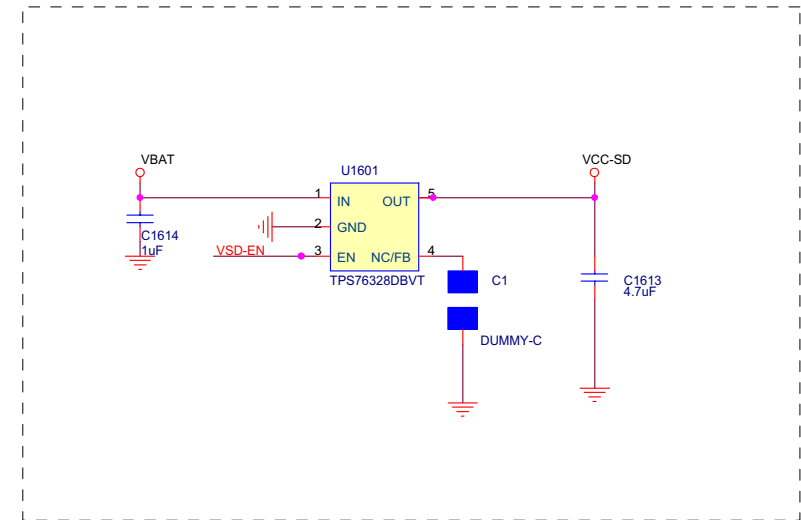 VBAT
VCC-SD
U1601
1
IN
OUT
5
2
GND
C1614
1uF
VSD-EN
3
EN
NC/FB
4
TPS76328DBVT
C1
C1613
4.7uF
DUMMY-C